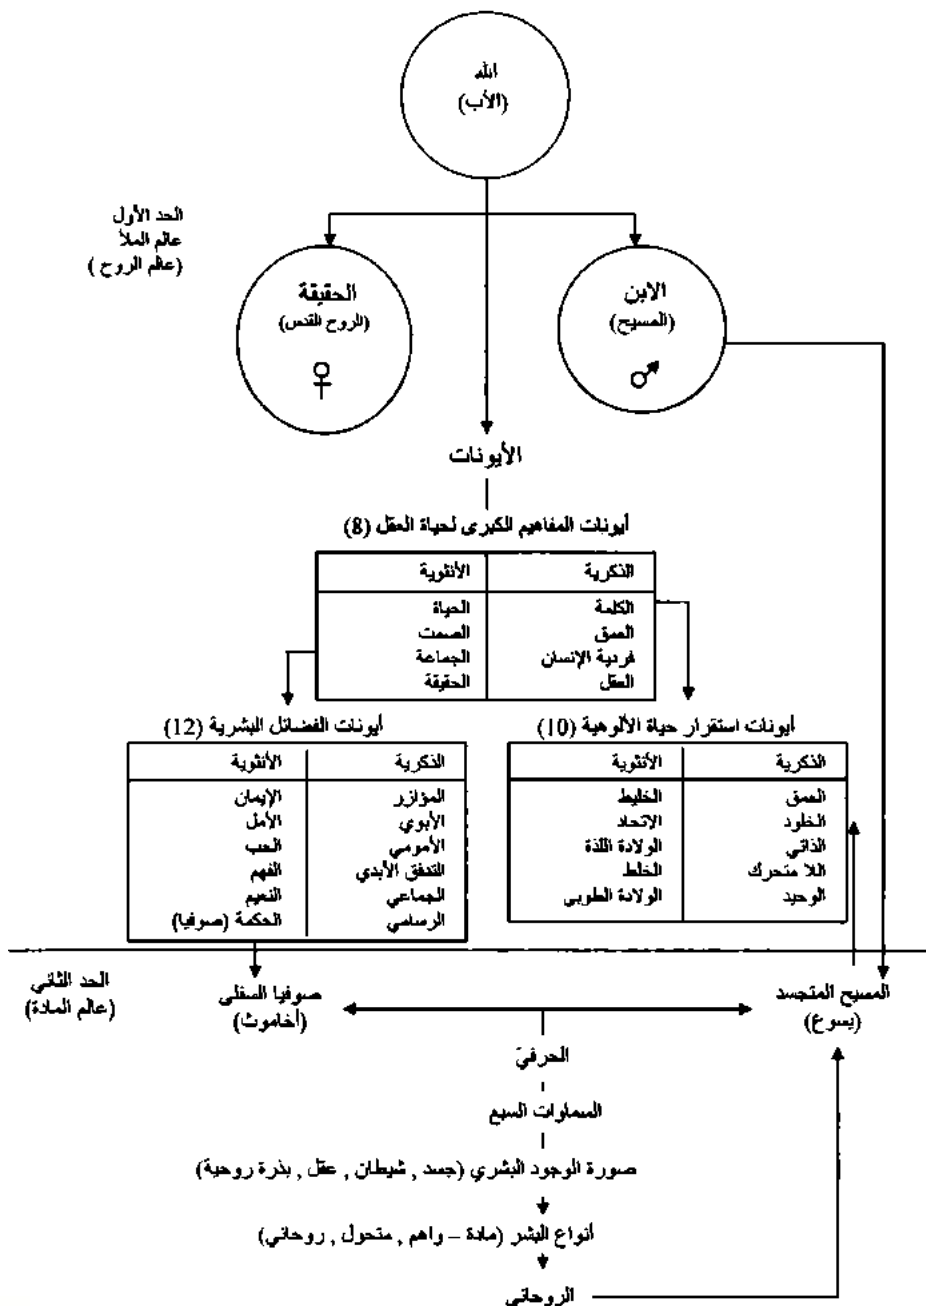 الله
(الأب)
الحد الأول
عالم الملأ
(عالم الروح)
الابن
(المسيح)
♂
الحقيقة
(الروح القدس)
♀
الأيونات
أيونات المفاهيم الكبرى لحياة العقل (8)
الذكرية الأنثوية
الكلمة الحياة
العمق الصمت
فردية الإنسان الجماعة
العقل الحقيقة
أيونات استقرار حياة الألوهية (10)
الذكرية الأنثوية
العمق الخليط
الخلود الاتحاد
الذاتي الولادة اللذة
اللا متحرك الخلط
الوحيد الولادة الطوبي
أيونات الفضائل البشرية (12)
الذكرية الأنثوية
المؤازر الإيمان
الأبوي الأمل
الأمومي الحب
التدفق الأبدي الفهم
الجماعي النعيم
الرسامي الحكمة (صوفيا)
الحد الثاني
(عالم المادة)
المسيح المتجسد
(يسوع)
صوفيا السفلى
(أخاموث)
الحرفيّ
السماوات السبع
صورة الوجود البشري (جسد , شيطان , عقل , بذرة روحية)
أنواع البشر (مادة – واهم , متحول , روحاني)
الروحاني